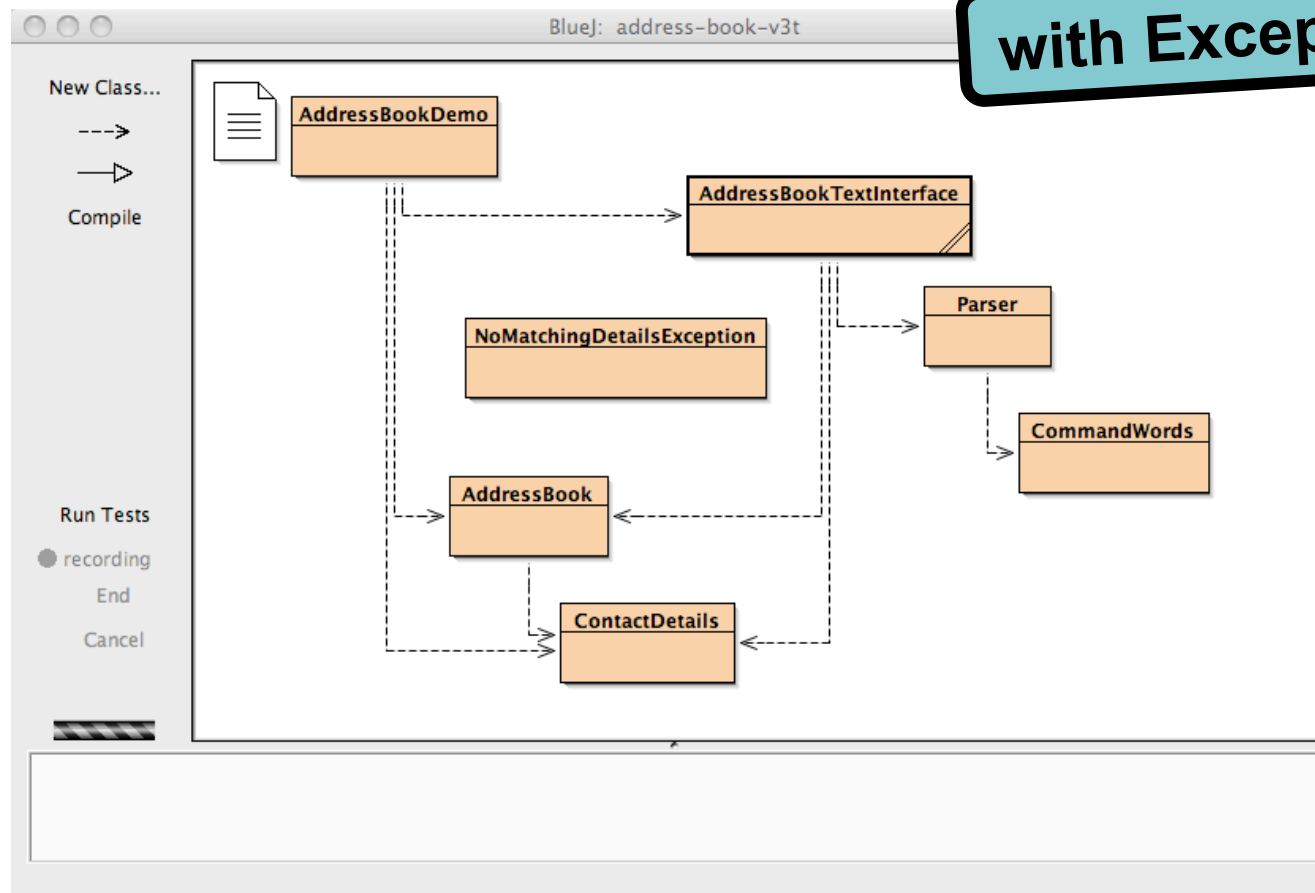 BlueJ: address-book-v3t
with Excep
New Class...
Compile
Run Tests
recording
End
Cancel
AddressBookDemo
AddressBookTextInterface
Parser
NoMatchingDetailsException
CommandWords
AddressBook
ContactDetails